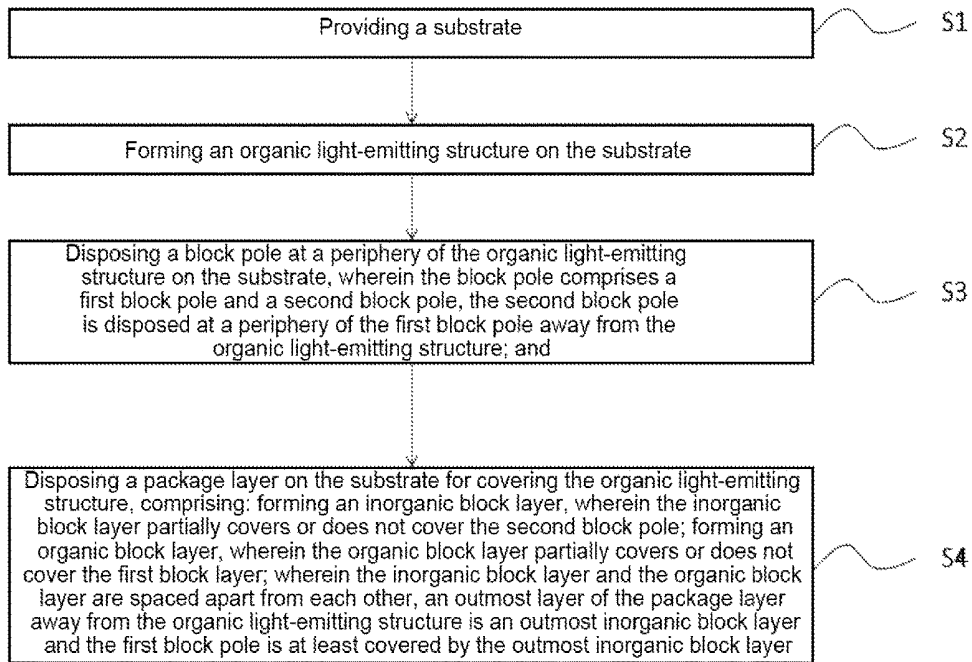 Providing a substrate
S1
Forming an organic light-emitting structure on the substrate
S2
Disposing a block pole at a periphery of the organic light-emitting
structure on the substrate, wherein the block pole comprises a
first block pole and a second block pole, the second block pole
is disposed at a periphery of the first block pole away from the
organic light-emitting structure; and
S3
Disposing a package layer on the substrate for covering the organic light-emitting
structure, comprising: forming an inorganic block layer, wherein the inorganic
block layer partially covers or does not cover the second block pole; forming an
organic block layer, wherein the organic block layer partially covers or does not
cover the first block layer; wherein the inorganic block layer and the organic block
layer are spaced apart from each other, an outmost layer of the package layer
away from the organic light-emitting structure is an outmost inorganic block layer
and the first block pole is at least covered by the outmost inorganic block layer
S4